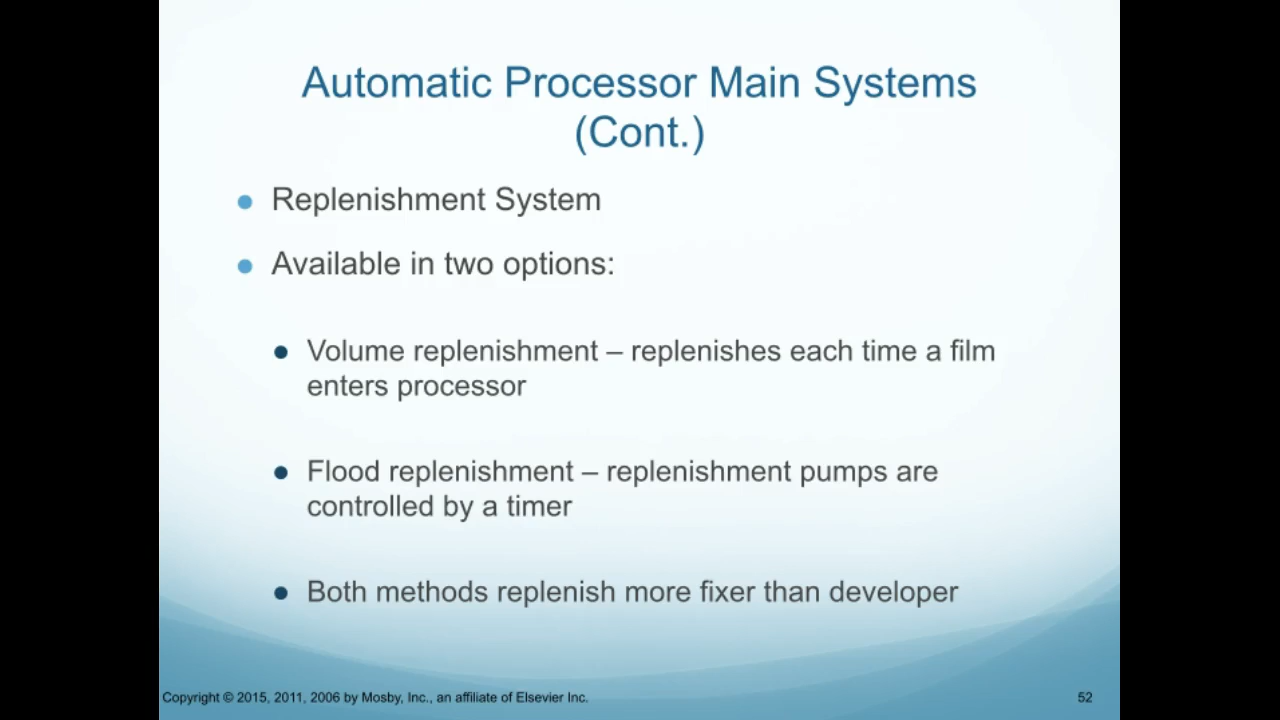 Automatic Processor Main Systems
(Cont.)
Replenishment System
Available in two options:
Volume replenishment – replenishes each time a film
enters processor
Flood replenishment – replenishment pumps are
controlled by a timer
Both methods replenish more fixer than developer
Copyright © 2015, 2011, 2006 by Mosby, Inc., an affiliate of Elsevier Inc.
52